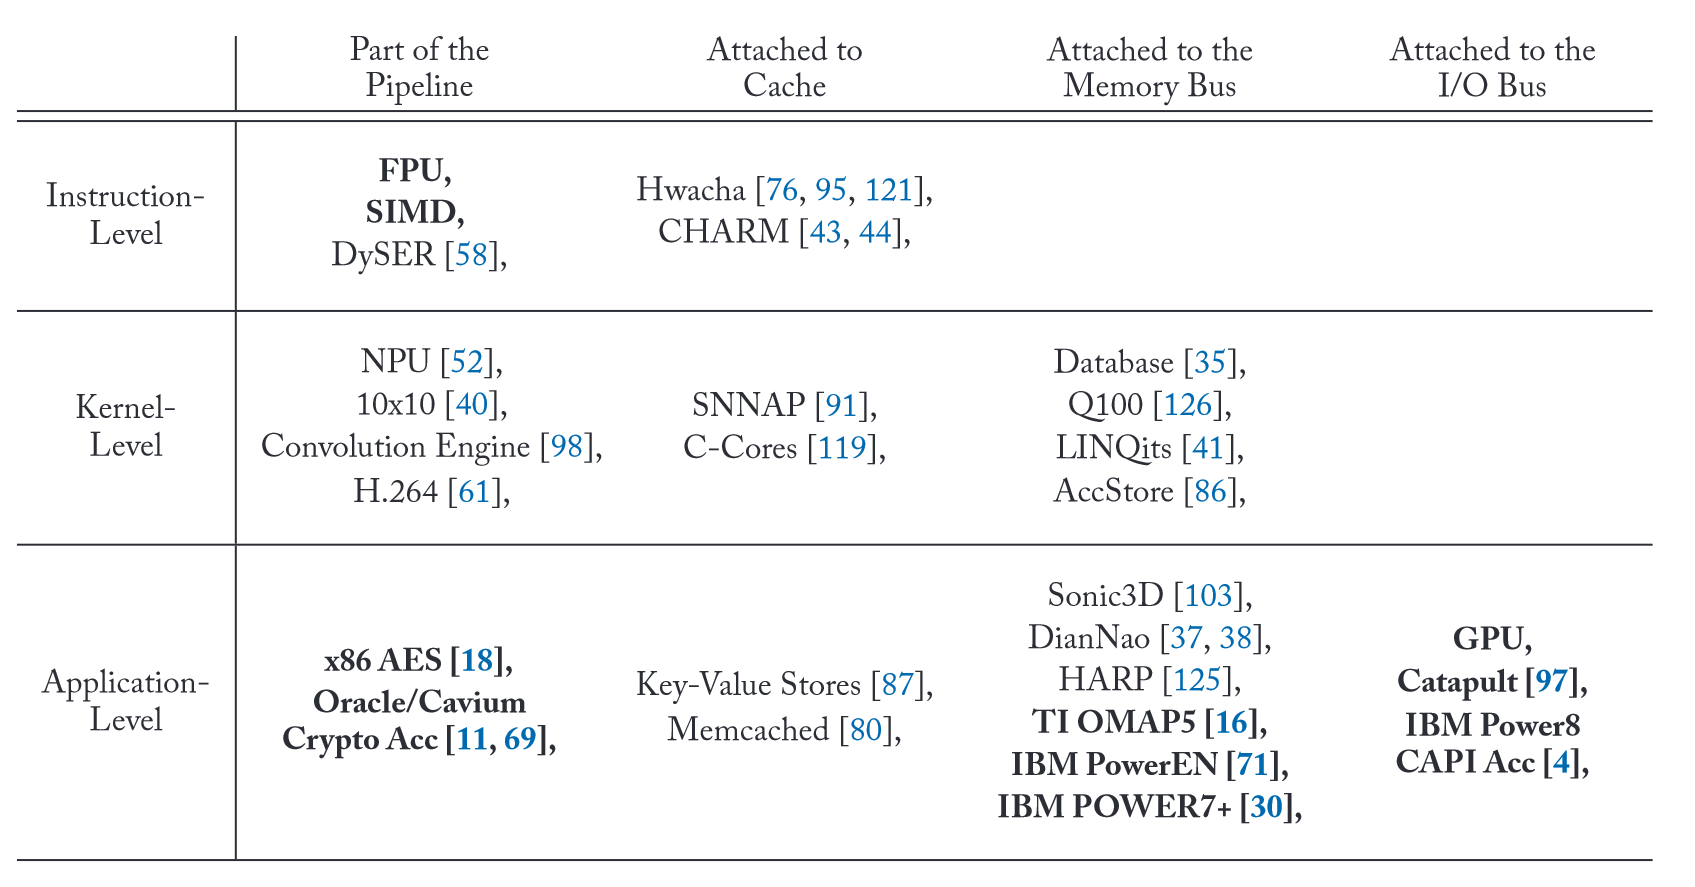 Part of the
Pipeline
Attached to
Cache
Attached to the
Memory Bus
Attached to the
I/O Bus
Instruction-
Level
FPU,
SIMD,
DySER [58],
Hwacha [76, 95, 121],
CHARM [43, 44],
Kernel-
Level
NPU [52],
10x10 [40],
Convolution Engine [98],
H.264 [61],
SNNAP [91],
C-Cores [119],
Database [35],
Q100 [126],
LINQits [41],
AccStore [86],
Application-
Level
x86 AES [18],
Oracle/Cavium
Crypto Acc [11, 69],
Key-Value Stores [87],
Memcached [80],
Sonic3D [103],
DianNao [37, 38],
HARP [125],
TI OMAP5 [16],
IBM PowerEN [71],
IBM POWER7+ [30],
GPU,
Catapult [97],
IBM Power8
CAPI Acc [4],